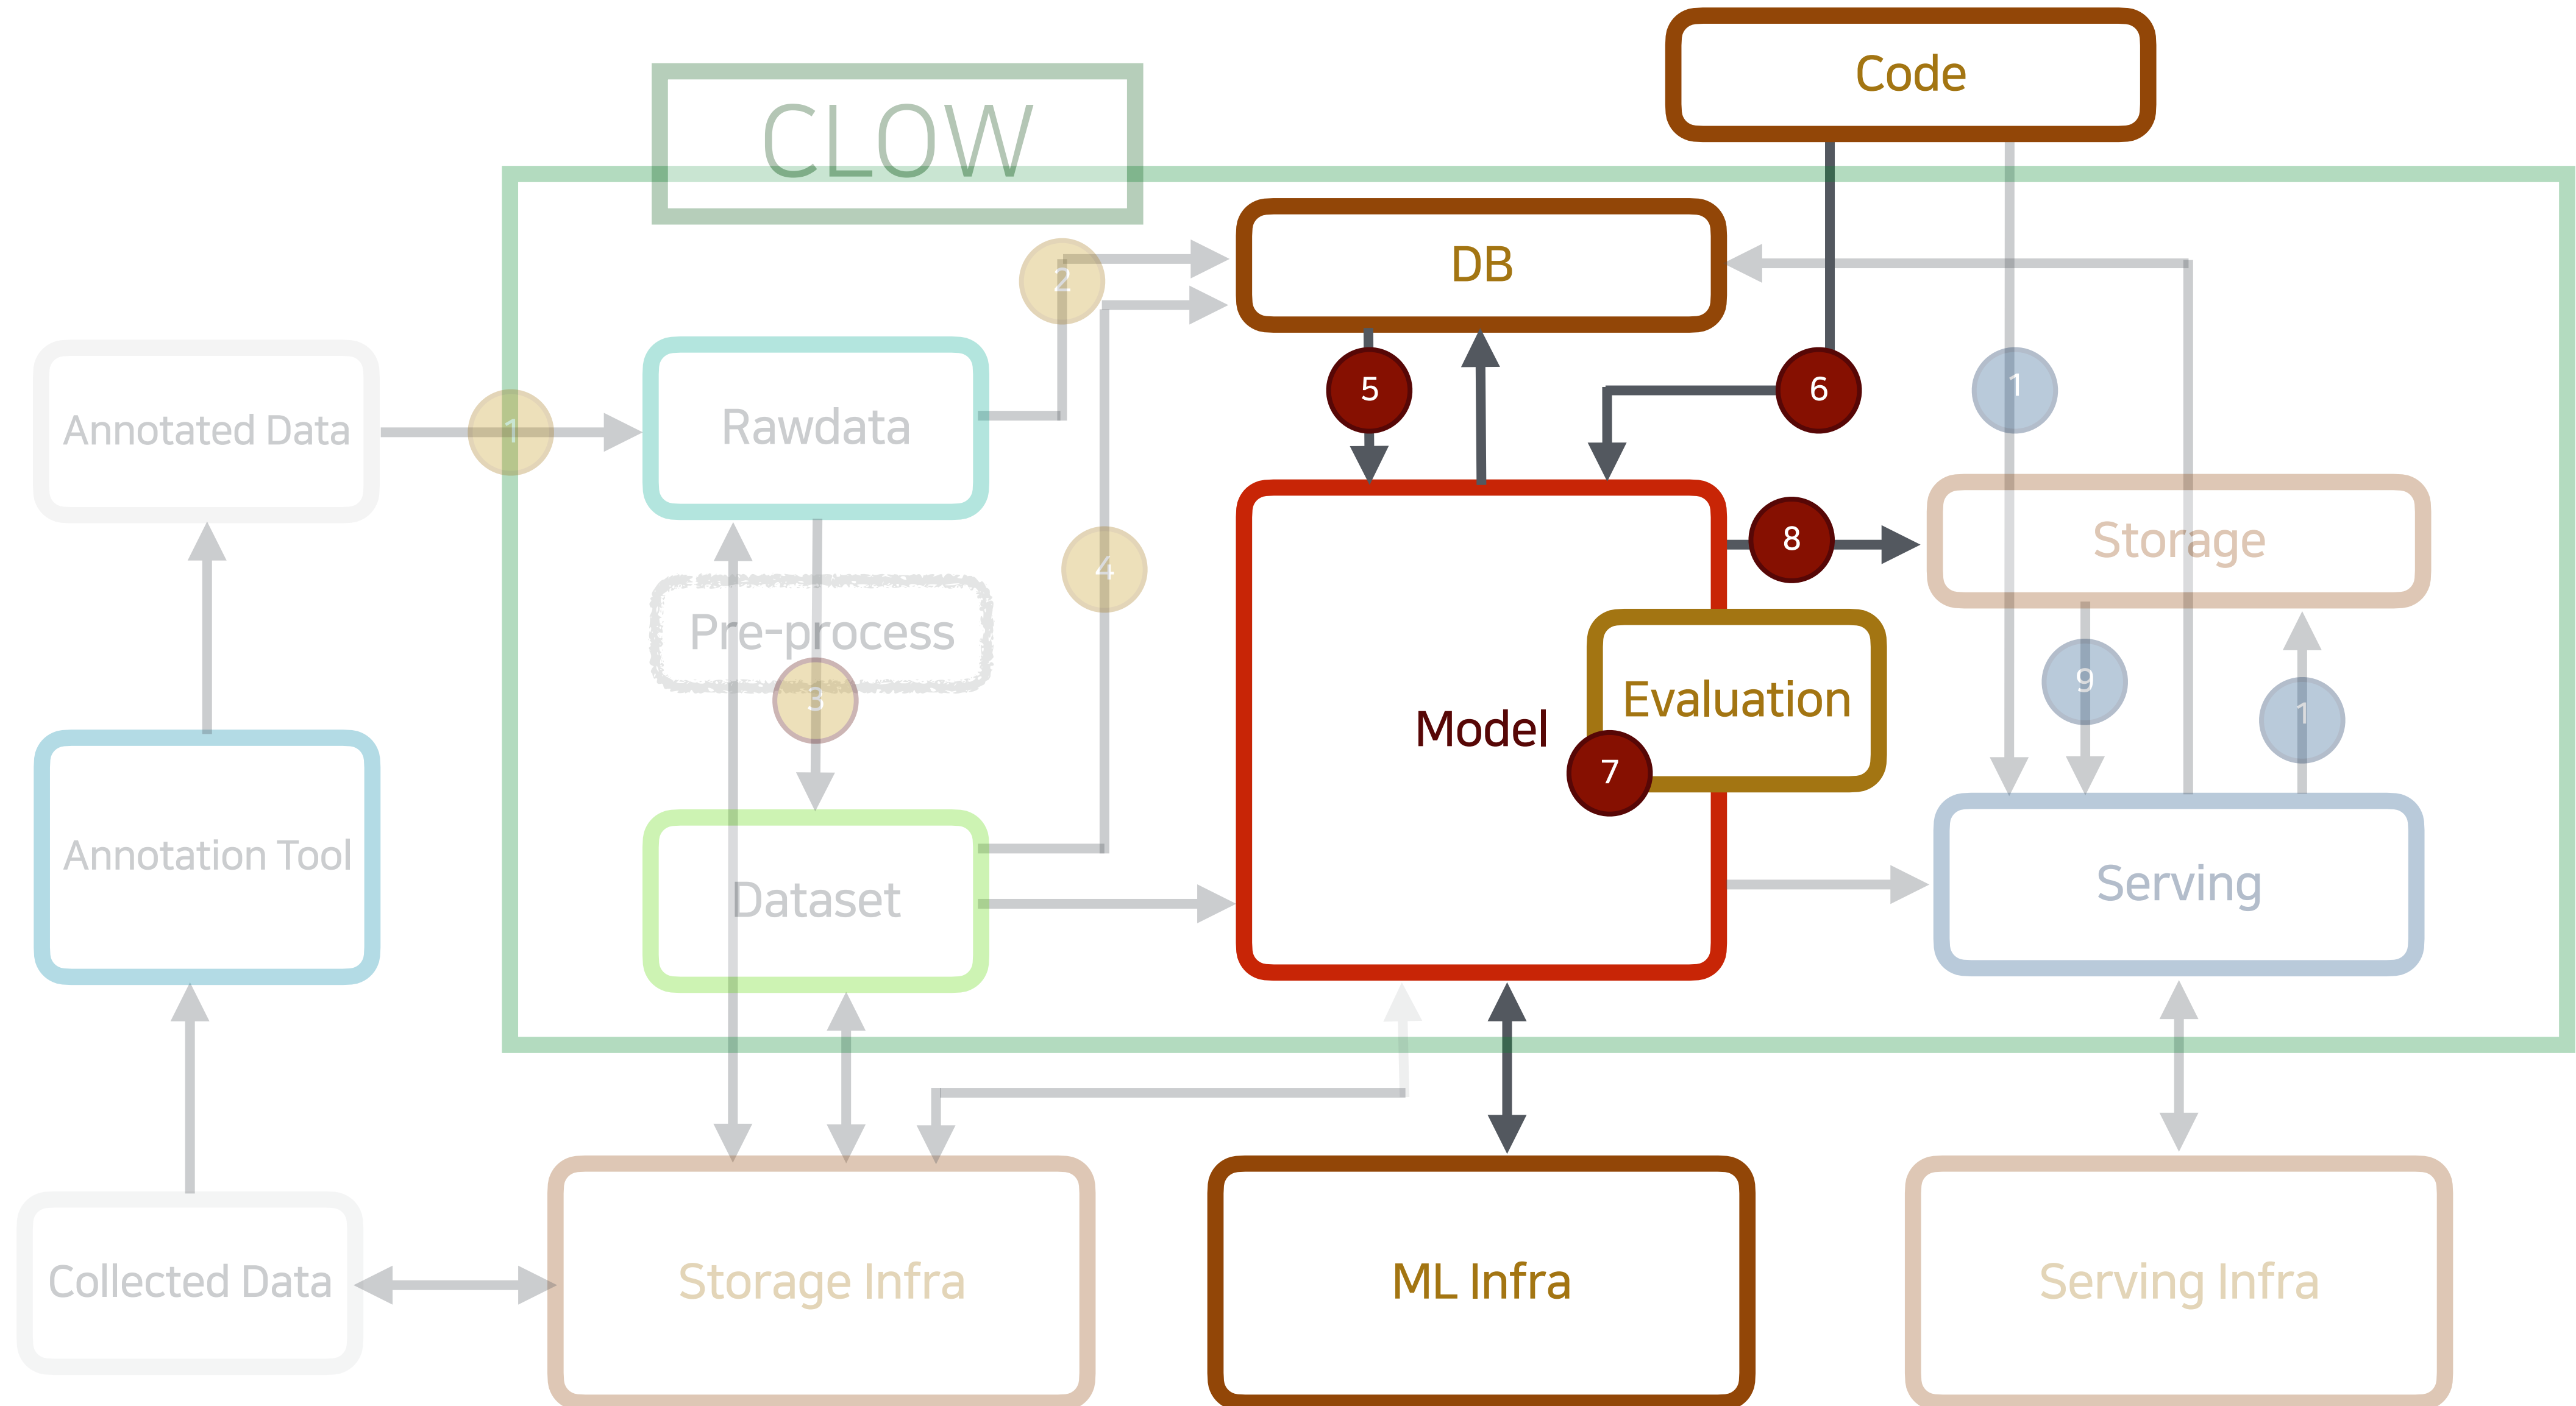 Code
CLOW
DB
2
5
6
1
Annotated Data
1
Rawdata
Storage
8
4
Pre-process
3
Evaluation
Model
7
9
1
Annotation Tool
Dataset
Serving
Collected Data
Storage Infra
ML Infra
Serving Infra